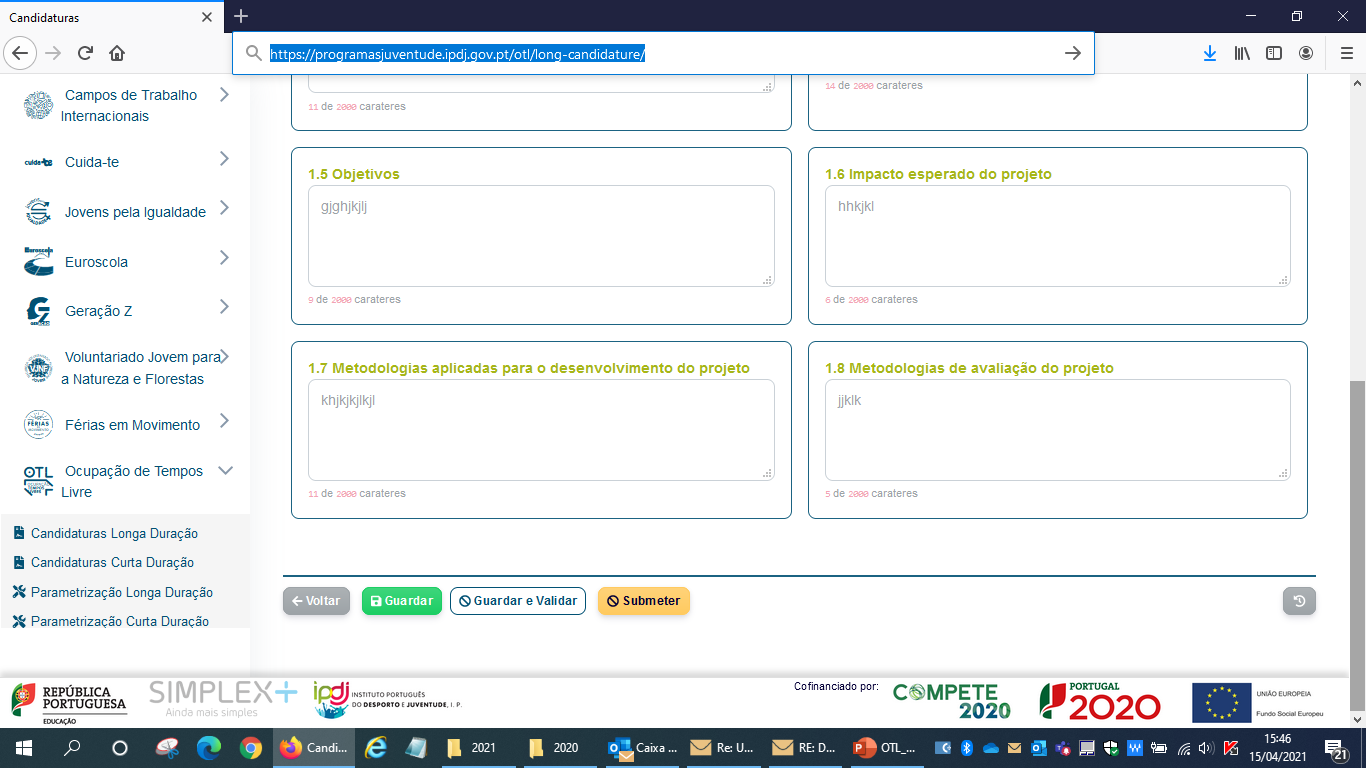 Candidaturas
https://programasjuventude.ipdj.gov.pt/otl/long-candidature/
Campos de Trabalho
Internacionais
Cuida-te
Jovens pela Igualdade
Euroscola
Geração Z
Voluntariado Jovem para
a Natureza e Florestas
Férias em Movimento
Ocupação de Tempos
Livre
Candidaturas Longa Duração
Candidaturas Curta Duração
Parametrização Longa Duração
Parametrização Curta Duração
11 de 2000 carateres
14 de 2000 carateres
1.5 Objetivos
gjghjkjlj
9 de 2000 carateres
1.6 Impacto esperado do projeto
hhkjkl
6 de 2000 carateres
1.7 Metodologias aplicadas para o desenvolvimento do projeto
khjkjkjlkjl
11 de 2000 carateres
1.8 Metodologias de avaliação do projeto
jjklk
5 de 2000 carateres
Voltar
Guardar
Guardar e Validar
Submeter
REPÚBLICA
PORTUGUESA
EDUCAÇÃO
SIMPLEX+
Ainda mais simples
ipdj
INSTITUTO PORTUGUÊS
DO DESPORTO E JUVENTUDE, I. P.
Cofinanciado por:
COMPETE
2020
PORTUGAL
2020
UNIÃO EUROPEIA
Fundo Social Europeu
Candi...
2021
2020
Caixa ...
Re: U...
RE: D...
OTL_...
15:46
15/04/2021
21